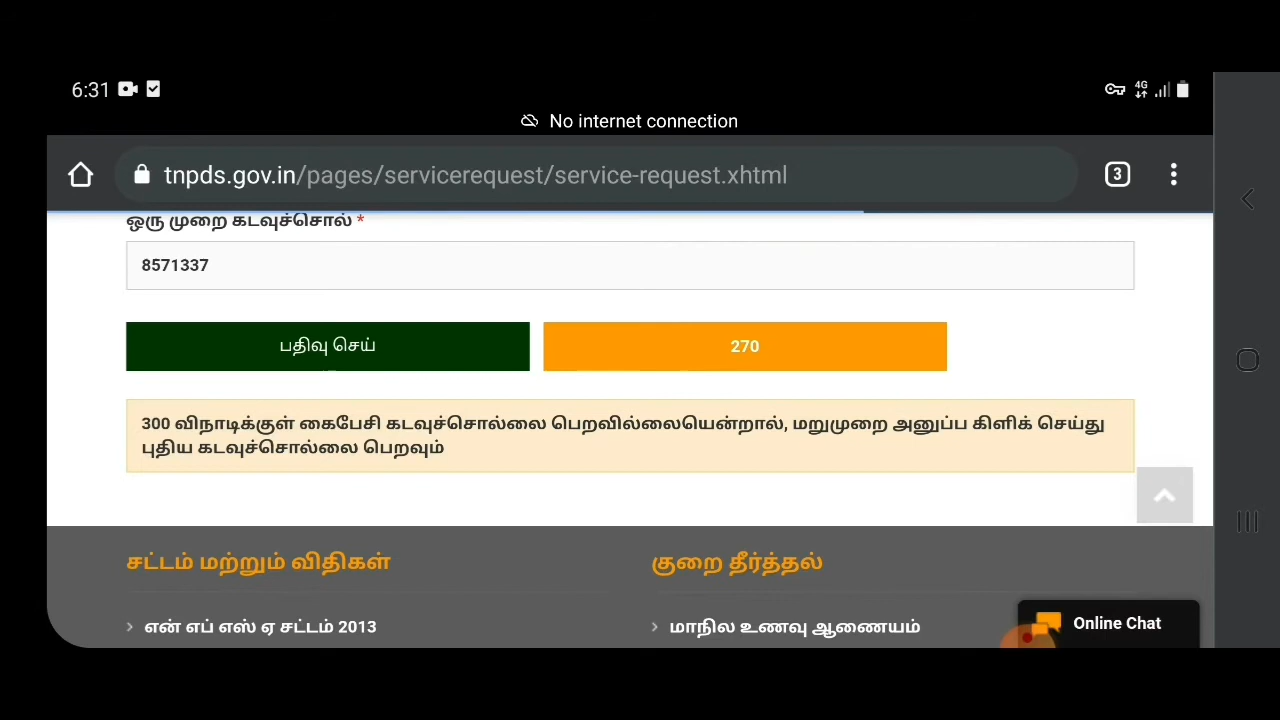 6:31
4G
No internet connection
tnpds.gov.in/pages/servicerequest/service-request.xhtml
3
ஒரு முறை கடவுச்சொல் *
8571337
பதிவு செய்
270
300 விநாடிக்குள் கைபேசி கடவுச்சொல்லை பெறவில்லையென்றால், மறுமுறை அனுப்ப கிளிக் செய்து
புதிய கடவுச்சொல்லை பெறவும்
சட்டம் மற்றும் விதிகள்
குறை தீர்த்தல்
என் எப் எஸ் ஏ சட்டம் 2013
மாநில உணவு ஆணையம்
Online Chat